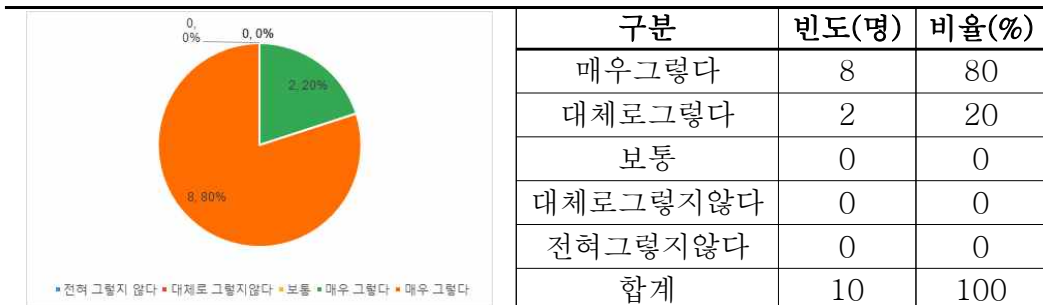 0,
0%
0, 0%
2, 20%
8, 80%
전혀 그렇지 않다 대체로 그렇지않다 보통 매우 그렇다 매우 그렇다
구분 빈도(명) 비율(%)
매우그렇다 8 80
대체로그렇다 2 20
보통 0 0
대체로그렇지않다 0 0
전혀그렇지않다 0 0
합계 10 100